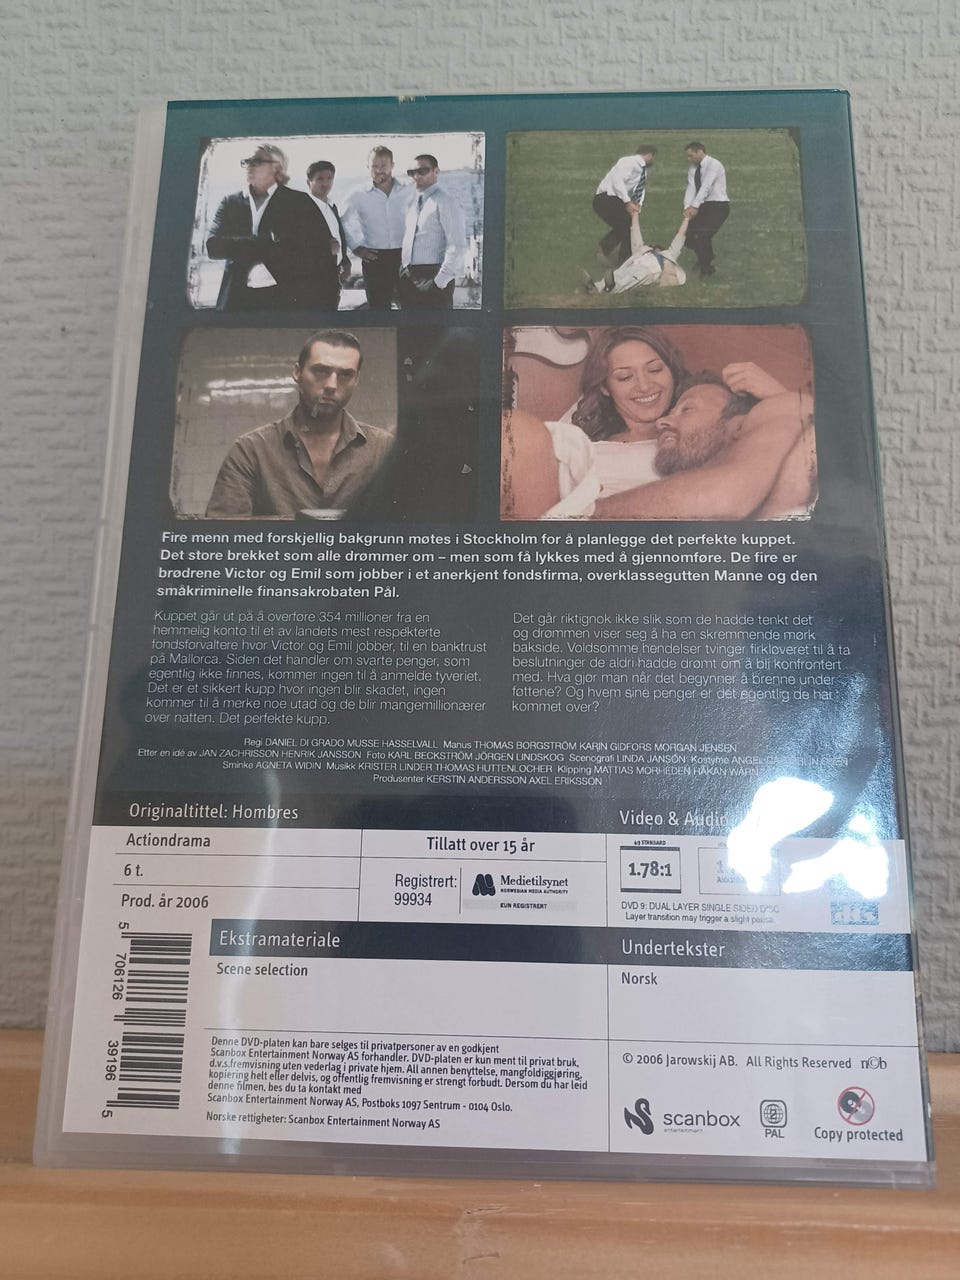 Fire menn med forskjellig bakgrunn møtes i Stockholm for å planlegge det perfekte kuppet.
Det store brekket som alle drømmer om – men som få lykkes med å gjennomføre. De fire er
brødrene Victor og Emil som jobber i et anerkjent fondsfirma, overklassegutten Manne og den
småkriminelle finansakrobaten Pål.
Kuppet går ut på å overføre 354 millioner fra en
hemmelig konto til et av landets mest respekterte
fondsforvaltere hvor Victor og Emil jobber, til en banktrust
på Mallorca. Siden det handler om svarte penger, som
egentlig ikke finnes, kommer ingen til å anmelde tyveriet.
Det er et sikkert kupp hvor ingen blir skadet, ingen
kommer til å merke noe utad og de blir mangemillionærer
over natten. Det perfekte kupp.
Det går riktignok ikke slik som de hadde tenkt det
og drømmen viser seg å ha en skremmende mørk
bakside. Voldsomme hendelser tvinger firkløveret til å ta
beslutninger de aldri hadde drømt om å bli konfrontert
med. Hva gjør man når det begynner å brenne under
føttene? Og hvem sine penger er det egentlig de har
kommet over?
Regi DANIEL DI GRADO MUSSE HASSELVALL Manus THOMAS BORGSTRÖM KARIN GIDFORS MORGAN JENSEN
Etter en idé av JAN ZACHRISSON HENRIK JANSSON Foto KARL BECKSTRÖM JÖRGEN LINDSKOG Scenografi LINDA JANSON Kostyme
Sminke AGNETA WIDIN Musikk KRISTER LINDER THOMAS HUTTENLOCHER Klipping MATTIAS MORHEDEN HÅKAN
Produsenter KERSTIN ANDERSSON AXEL ERIKSSON
Originaltittel: Hombres
Video & Audio
Actiondrama
Tillatt over 15 år
6 t.
Prod. år 2006
Registrert:
99934
Medietilsynet
NORWEGIAN MEDIA AUTHORITY
KUN REGISTRERT
1.78:1
DVD 9: DUAL LAYER SINGLE SIDED DISC
Layer transition may trigger a slight pause.
dts
Ekstramateriale
Scene selection
Undertekster
Norsk
5 706126 39196 5
Denne DVD-platen kan bare selges til privatpersoner av en godkjent
Scanbox Entertainment Norway AS forhandler. DVD-platen er kun ment til privat bruk,
d.v.s.fremvisning uten vederlag i private hjem. All annen benyttelse, mangfoldiggjøring,
kopiering helt eller delvis, og offentlig fremvisning er strengt forbudt. Dersom du har leid
denne filmen, bes du ta kontakt med
Scanbox Entertainment Norway AS, Postboks 1097 Sentrum - 0104 Oslo.
Norske rettigheter: Scanbox Entertainment Norway AS
© 2006 Jarowskij AB. All Rights Reserved n©b
scanbox
entertainment
2
PAL
Copy protected